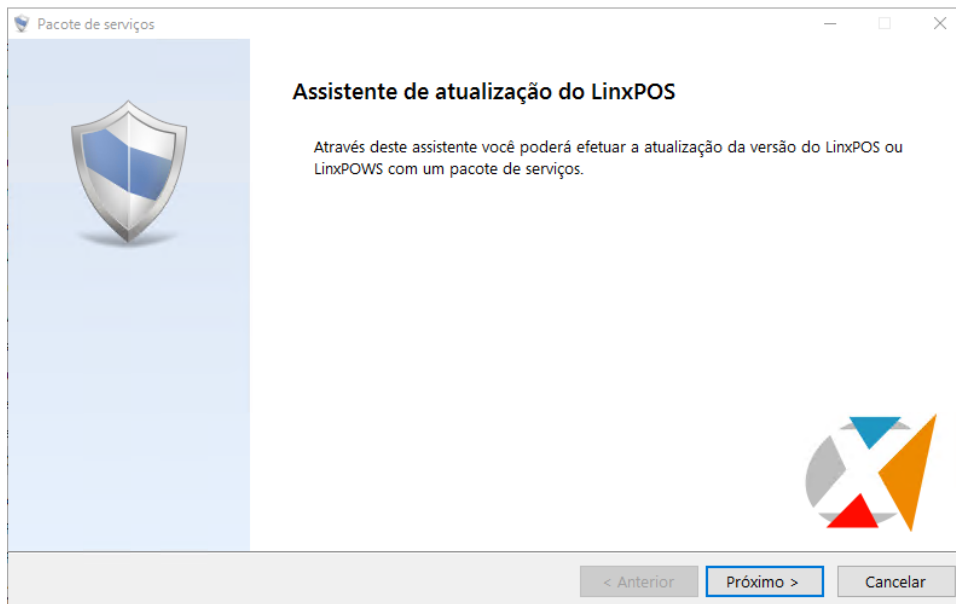 Pacote de serviços
Assistente de atualização do LinxPOS
Através deste assistente você poderá efetuar a atualização da versão do LinxPOS ou
LinxPOWS com um pacote de serviços.
< Anterior
Próximo >
Cancelar